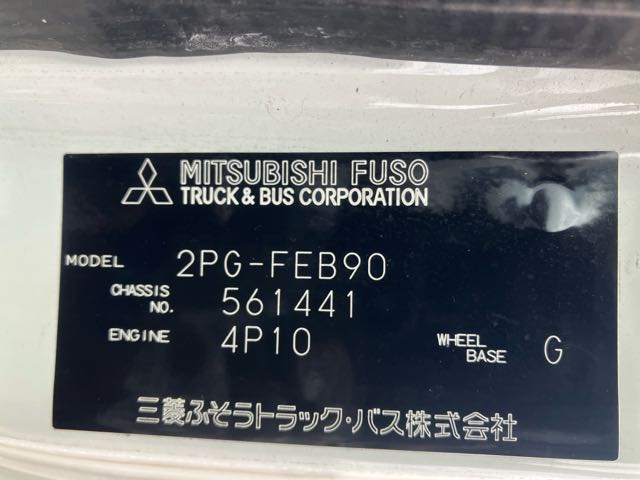 MITSUBISHI FUSO
TRUCK & BUS CORPORATION
MODEL 2PG-FEB90
CHASSIS NO. 561441
ENGINE 4P10 WHEEL BASE G
三菱ふそうトラック・バス株式会社